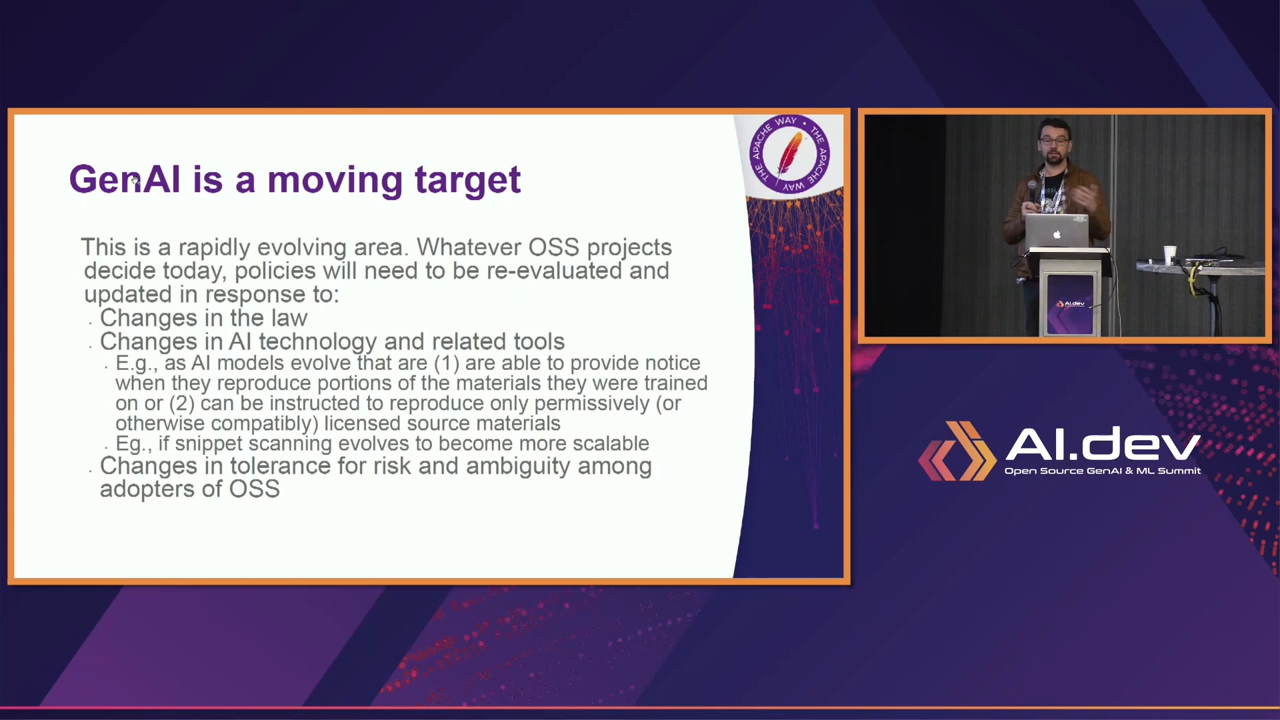 GenAI is a moving target
This is a rapidly evolving area. Whatever OSS projects
decide today, policies will need to be re-evaluated and
updated in response to:
Changes in the law
Changes in AI technology and related tools
E.g., as AI models evolve that are (1) are able to provide notice
when they reproduce portions of the materials they were trained
on or (2) can be instructed to reproduce only permissively (or
otherwise compatibly) licensed source materials
Eg., if snippet scanning evolves to become more scalable
Changes in tolerance for risk and ambiguity among
adopters of OSS
THE APACHE WAY • THE APACHE WAY •
AI.dev
AI.dev
Open Source GenAI & ML Summit